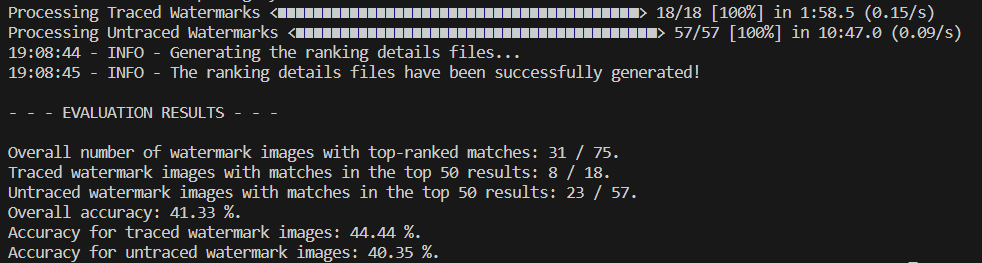 Processing Traced Watermarks <■■■■■■■■■■■■■■■■■■■■■■■■■■■■■■■■■■■■■■■■> 18/18 [100%] in 1:58.5 (0.15/s)
Processing Untraced Watermarks <■■■■■■■■■■■■■■■■■■■■■■■■■■■■■■■■■■■■■■■■> 57/57 [100%] in 10:47.0 (0.09/s)
19:08:44 - INFO - Generating the ranking details files...
19:08:45 - INFO - The ranking details files have been successfully generated!
- - - EVALUATION RESULTS - - -
Overall number of watermark images with top-ranked matches: 31 / 75.
Traced watermark images with matches in the top 50 results: 8 / 18.
Untraced watermark images with matches in the top 50 results: 23 / 57.
Overall accuracy: 41.33 %.
Accuracy for traced watermark images: 44.44 %.
Accuracy for untraced watermark images: 40.35 %.